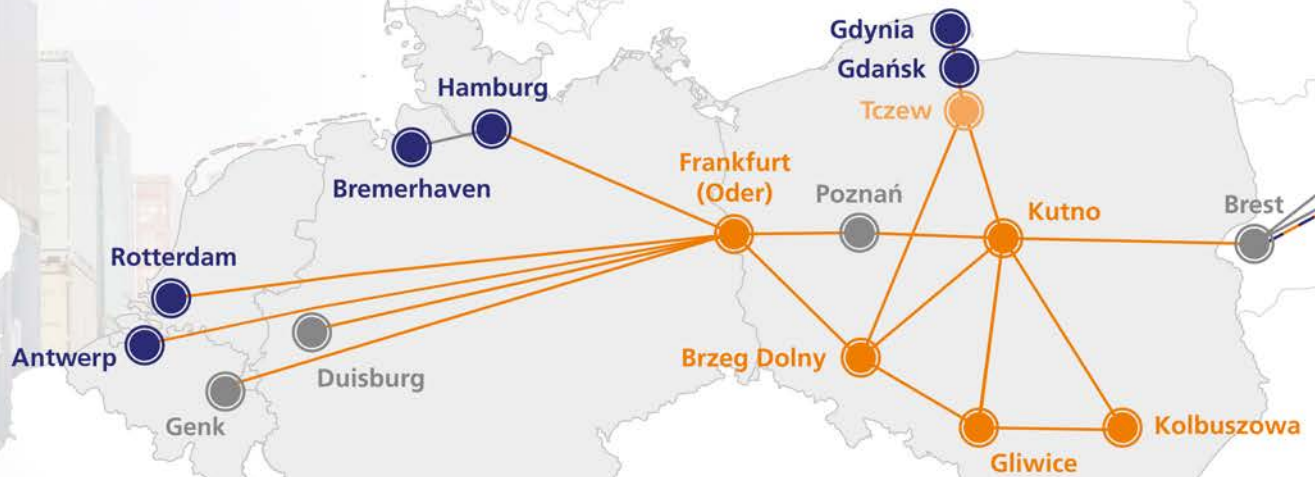 Gdynia
Gdańsk
Hamburg
Tczew
Bremerhaven
Frankfurt
(Oder)
Poznań
Kutno
Brest
Rotterdam
Antwerp
Duisburg
Brzeg Dolny
Genk
Kolbuszowa
Gliwice